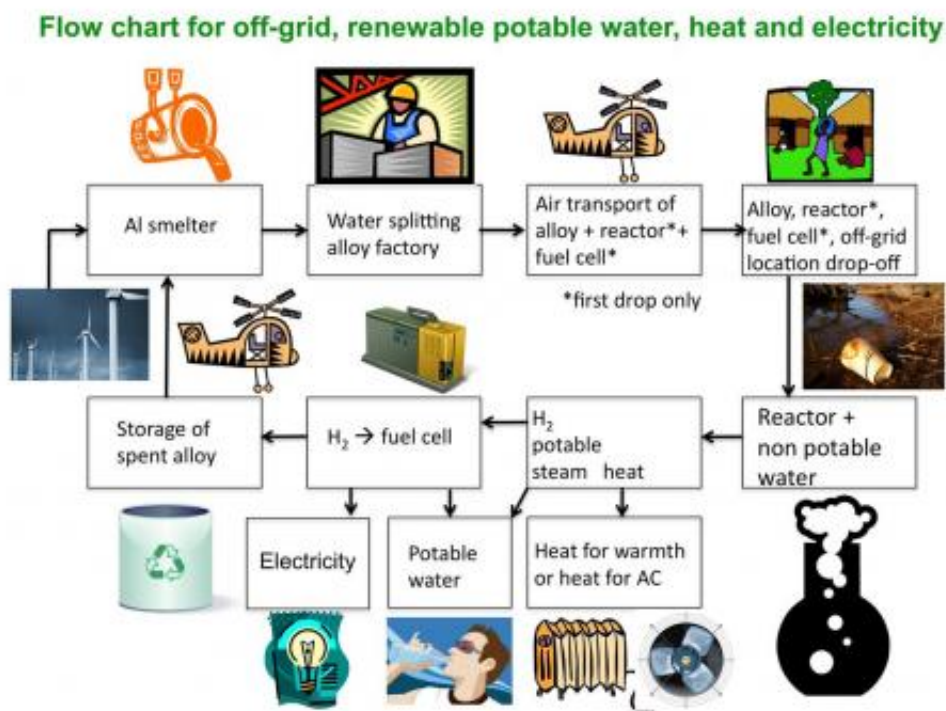 Flow chart for off-grid, renewable potable water, heat and electricity
Al smelter
Water splitting
alloy factory
Air transport of
alloy + reactor*+
fuel cell*
Alloy, reactor*,
fuel cell*, off-grid
location drop-off
*first drop only
Storage of
spent alloy
H₂ → fuel cell
H₂
potable
steam heat
Reactor +
non potable
water
Electricity
Potable
water
Heat for warmth
or heat for AC